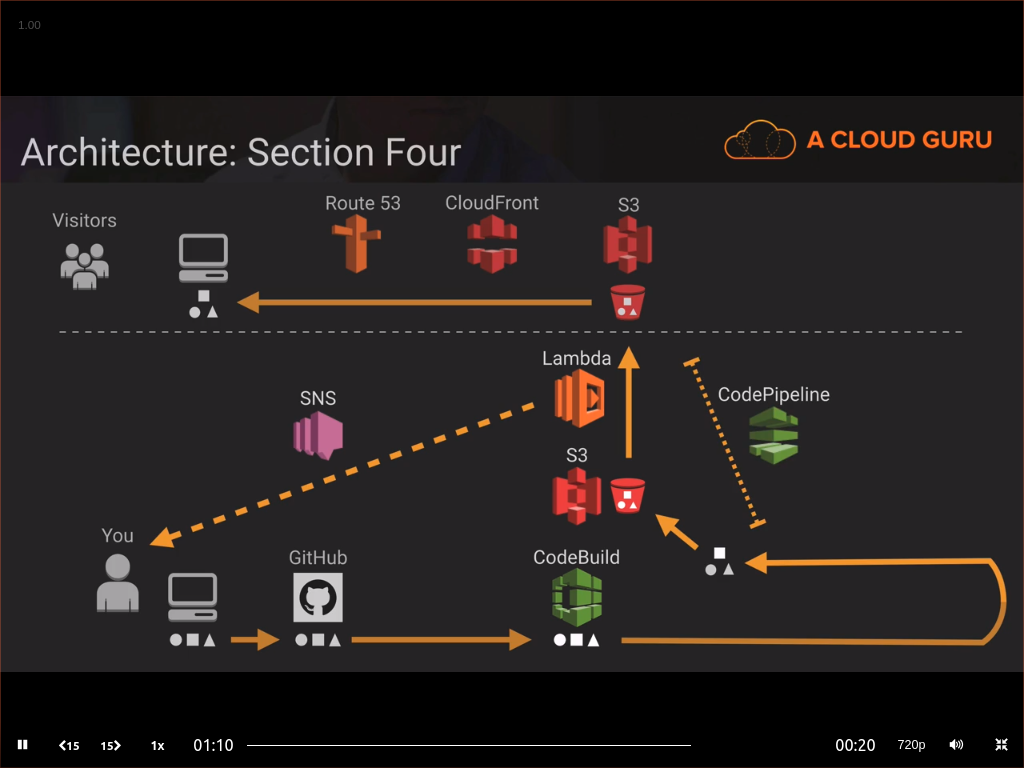 1.00
Architecture: Section Four
A CLOUD GURU
Visitors
Route 53
CloudFront
S3
Lambda
CodePipeline
SNS
S3
You
GitHub
CodeBuild
15
15
1x
01:10
00:20
720p